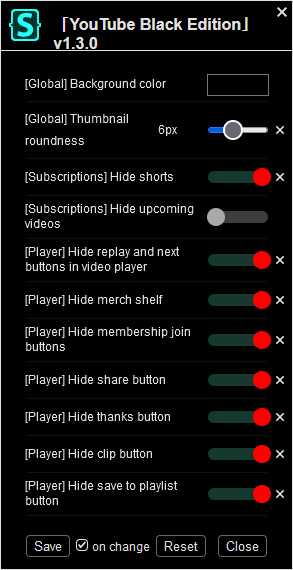 「YouTube Black Edition」
v1.3.0
[Global] Background color
[Global] Thumbnail
roundness
6px
[Subscriptions] Hide shorts
[Subscriptions] Hide upcoming
videos
[Player] Hide replay and next
buttons in video player
[Player] Hide merch shelf
[Player] Hide membership join
buttons
[Player] Hide share button
[Player] Hide thanks button
[Player] Hide clip button
[Player] Hide save to playlist
button
Save on change Reset Close